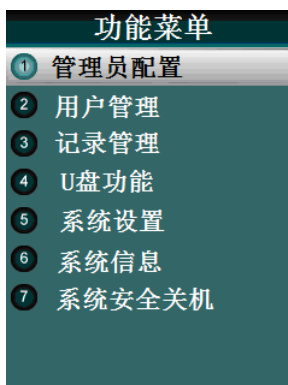 功能菜单
1 管理员配置
2 用户管理
3 记录管理
4 U盘功能
5 系统设置
6 系统信息
7 系统安全关机